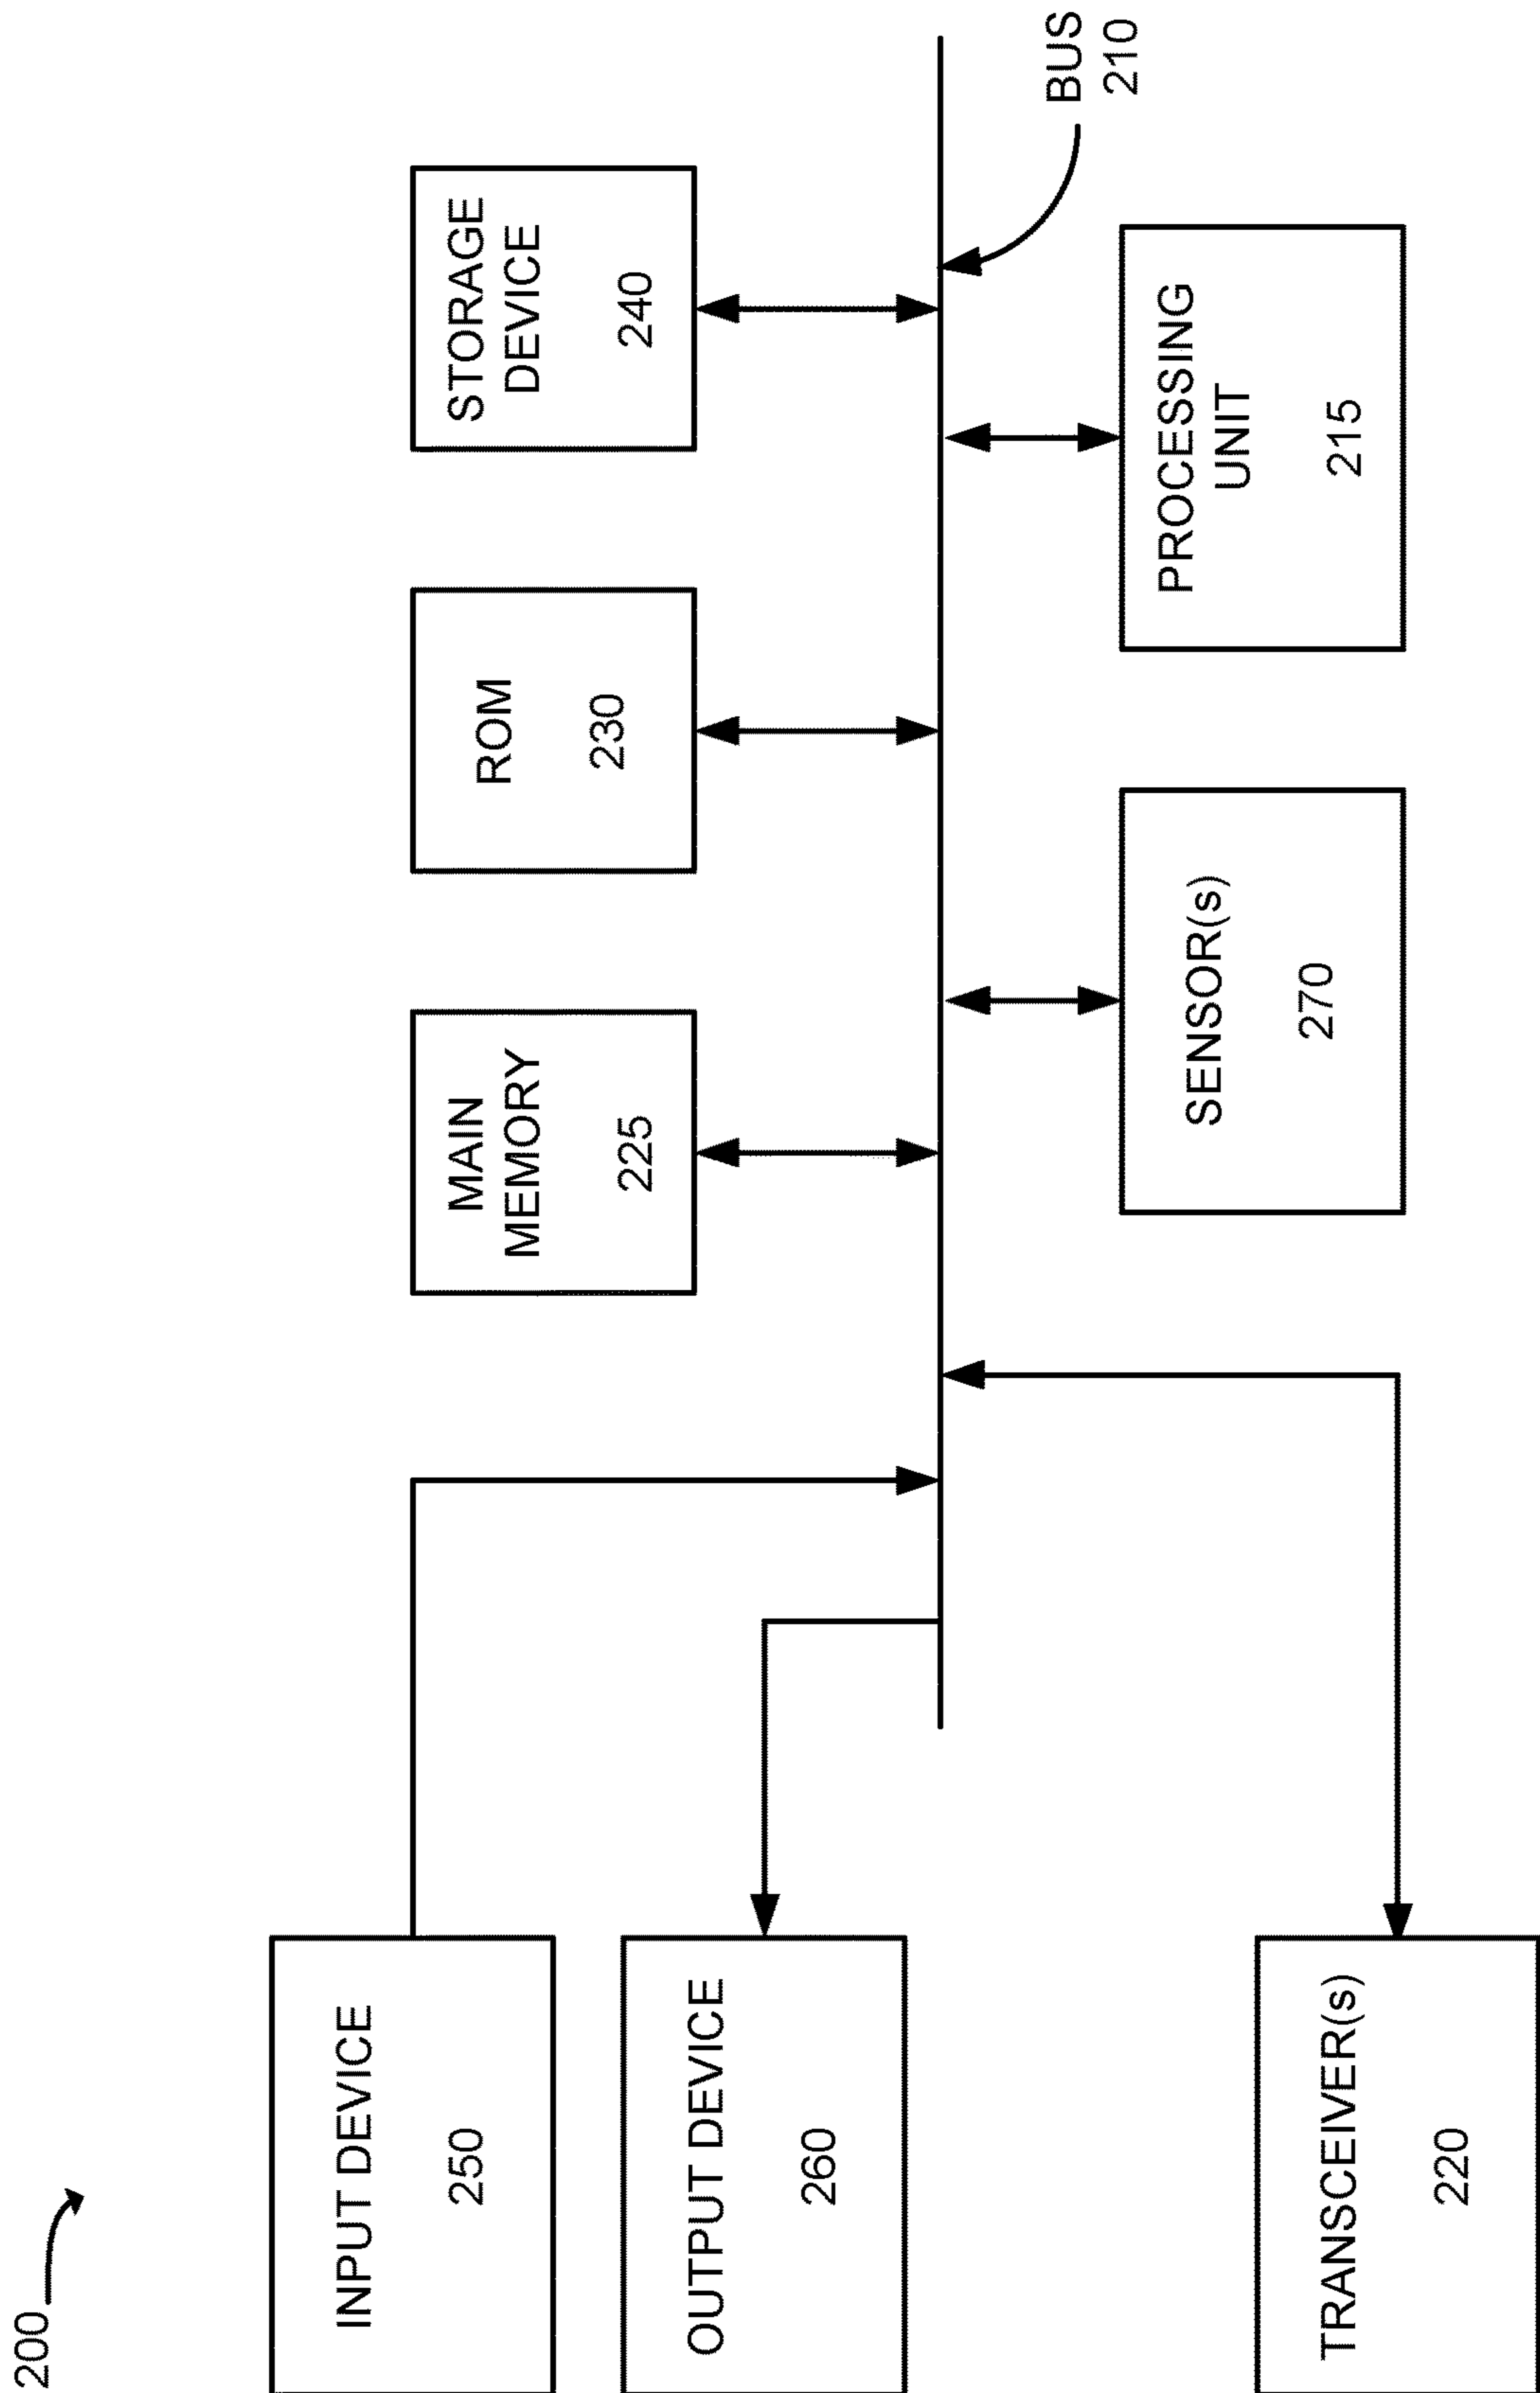 200
INPUT DEVICE
250
OUTPUT DEVICE
260
TRANSCEIVER(s)
220
MAIN
MEMORY
225
ROM
230
STORAGE
DEVICE
240
SENSOR(s)
270
PROCESSING
UNIT
215
BUS
210